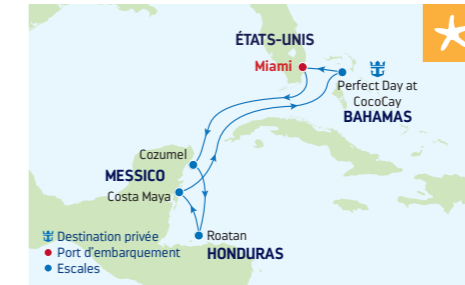 ÉTATS-UNIS
Miami
Perfect Day at
CocoCay
BAHAMAS
Cozumel
MESSICO
Costa Maya
Roatan
HONDURAS
Destination privée
Port d'embarquement
Escales